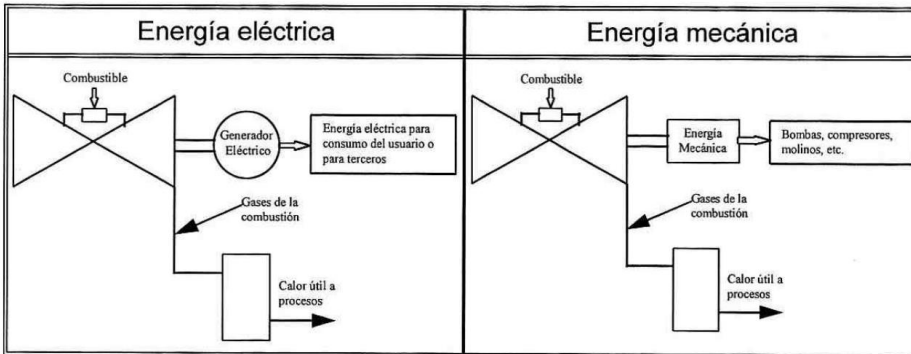 Energía eléctrica
Combustible
Generador
Eléctrico
Energía eléctrica para
consumo del usuario o
para terceros
Gases de la
combustión
Calor útil a
procesos
Energía mecánica
Combustible
Energía
Mecánica
Bombas, compresores,
molinos, etc.
Gases de la
combustión
Calor útil a
procesos